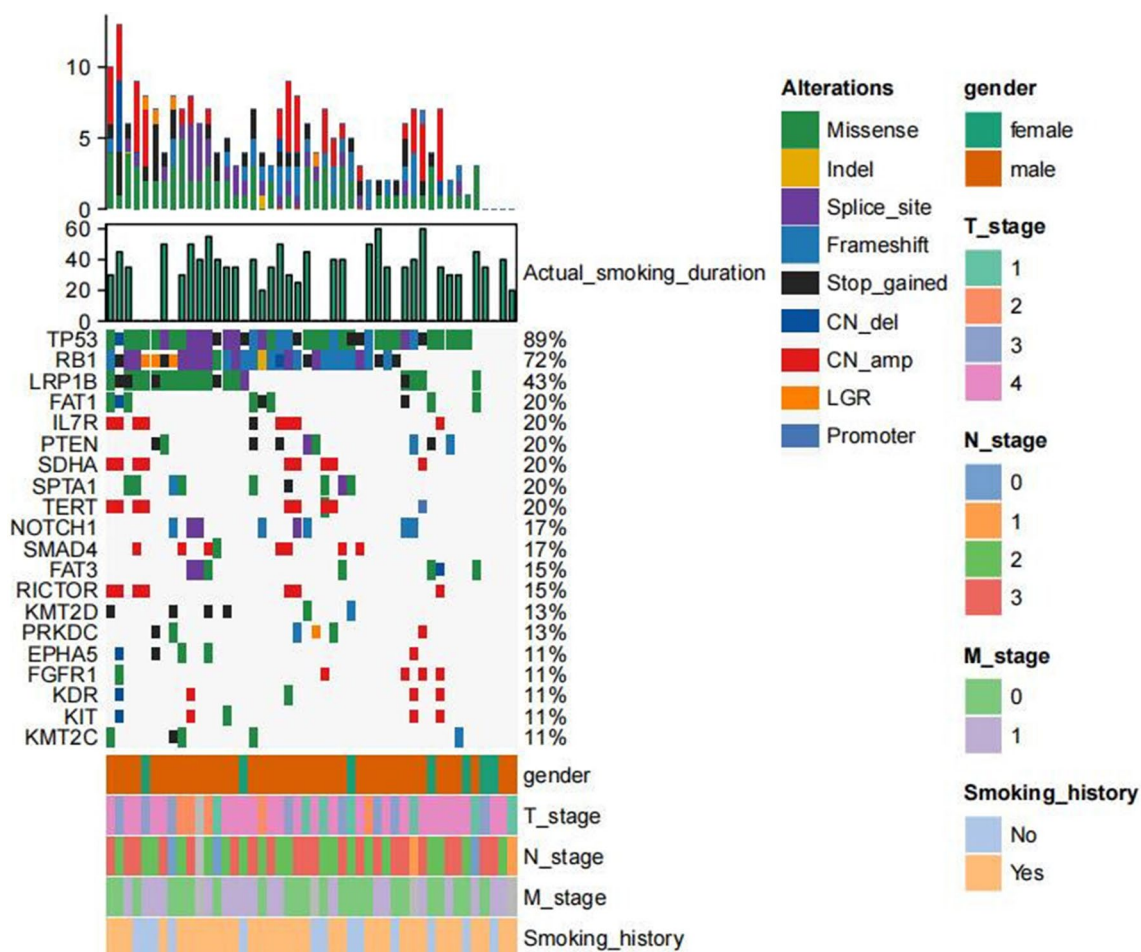 10
5
0
60
40
20
0
Actual_smoking_duration
TP53 89%
RB1 72%
LRP1B 43%
FAT1 20%
IL7R 20%
PTEN 20%
SDHA 20%
SPTA1 20%
TERT 20%
NOTCH1 17%
SMAD4 17%
FAT3 15%
RICTOR 15%
KMT2D 13%
PRKDC 13%
EPHA5 11%
FGFR1 11%
KDR 11%
KIT 11%
KMT2C 11%
gender
T_stage
N_stage
M_stage
Smoking_history
Alterations
Missense
Indel
Splice_site
Frameshift
Stop_gained
CN_del
CN_amp
LGR
Promoter
gender
female
male
T_stage
1
2
3
4
N_stage
0
1
2
3
M_stage
0
1
Smoking_history
No
Yes